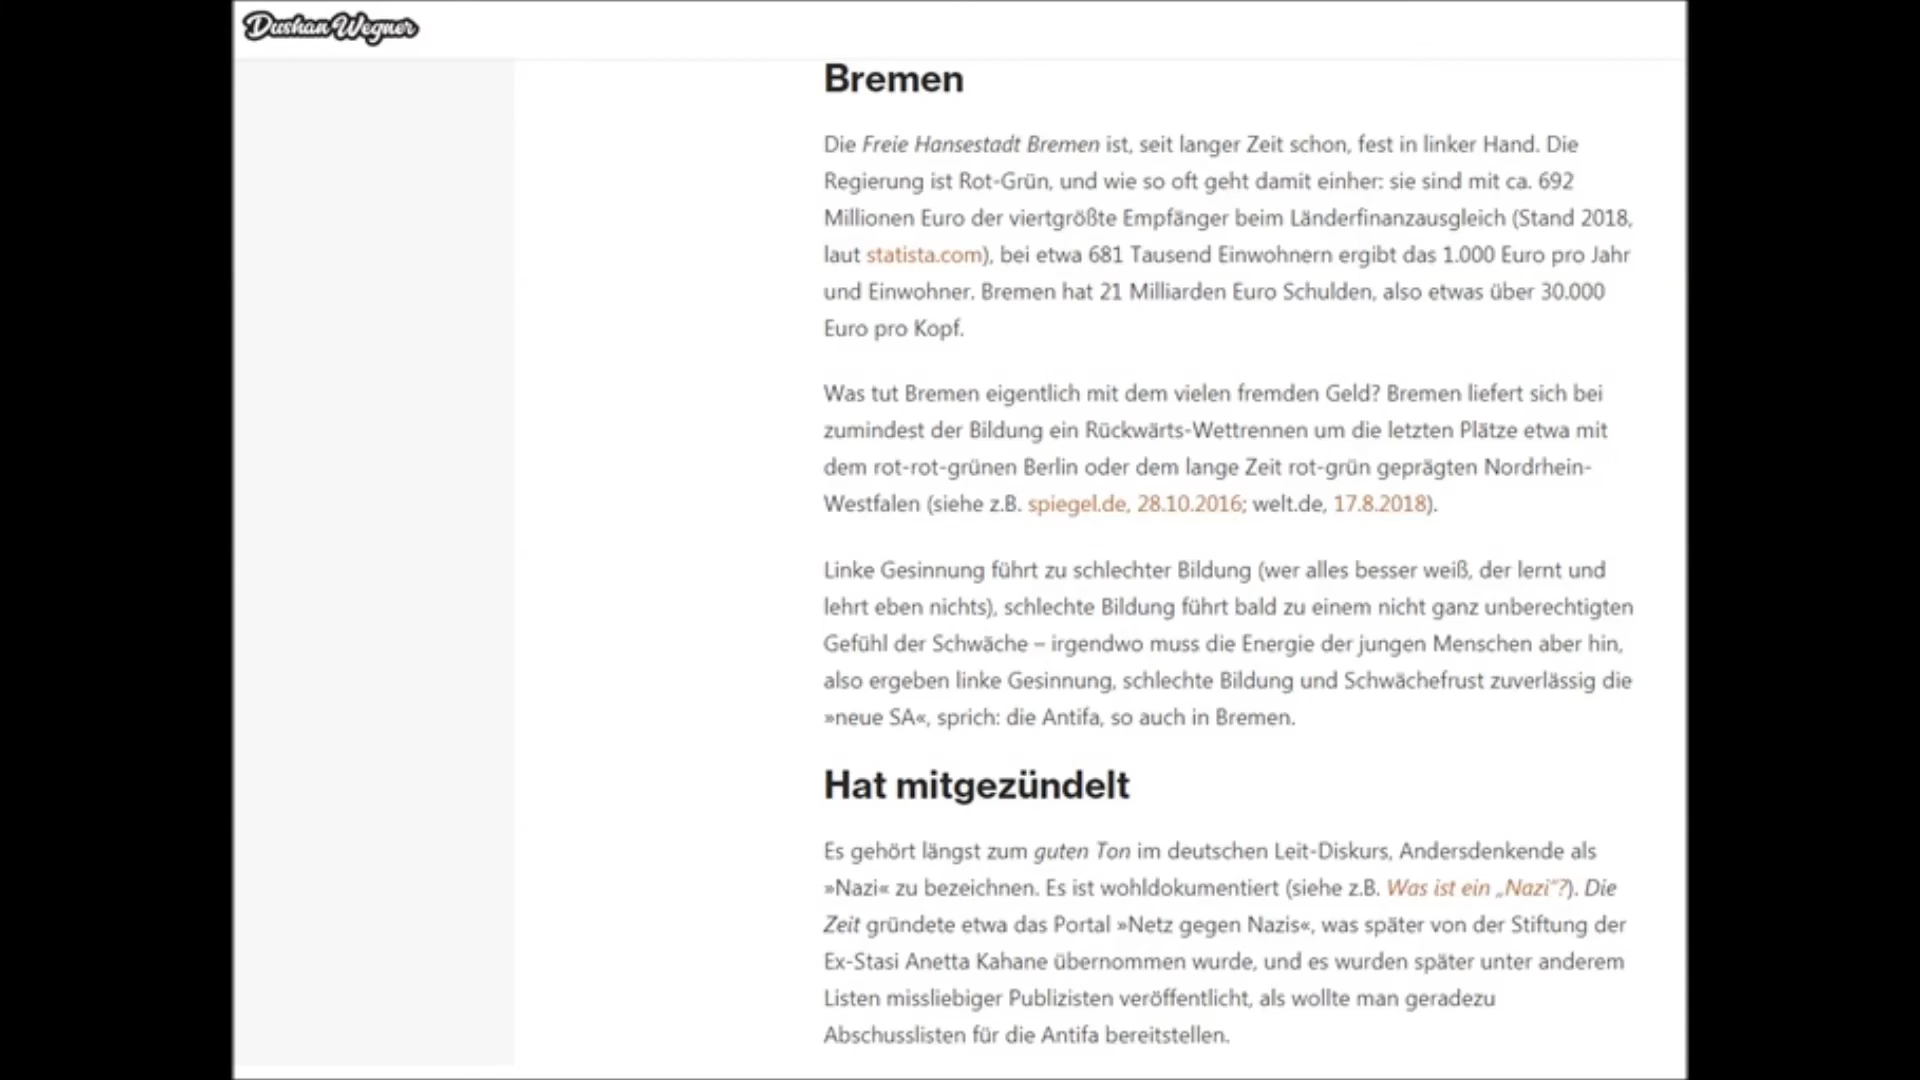 Dushan Wegner
Bremen
Die Freie Hansestadt Bremen ist, seit langer Zeit schon, fest in linker Hand. Die
Regierung ist Rot-Grün, und wie so oft geht damit einher: sie sind mit ca. 692
Millionen Euro der viertgrößte Empfänger beim Länderfinanzausgleich (Stand 2018,
laut statista.com), bei etwa 681 Tausend Einwohnern ergibt das 1.000 Euro pro Jahr
und Einwohner. Bremen hat 21 Milliarden Euro Schulden, also etwas über 30.000
Euro pro Kopf.
Was tut Bremen eigentlich mit dem vielen fremden Geld? Bremen liefert sich bei
zumindest der Bildung ein Rückwärts-Wettrennen um die letzten Plätze etwa mit
dem rot-rot-grünen Berlin oder dem lange Zeit rot-grün geprägten Nordrhein-
Westfalen (siehe z.B. spiegel.de, 28.10.2016; welt.de, 17.8.2018).
Linke Gesinnung führt zu schlechter Bildung (wer alles besser weiß, der lernt und
lehrt eben nichts), schlechte Bildung führt bald zu einem nicht ganz unberechtigten
Gefühl der Schwäche – irgendwo muss die Energie der jungen Menschen aber hin,
also ergeben linke Gesinnung, schlechte Bildung und Schwächefrust zuverlässig die
»neue SA«, sprich: die Antifa, so auch in Bremen.
Hat mitgezündelt
Es gehört längst zum guten Ton im deutschen Leit-Diskurs, Andersdenkende als
»Nazi« zu bezeichnen. Es ist wohldokumentiert (siehe z.B. Was ist ein „Nazi“?). Die
Zeit gründete etwa das Portal »Netz gegen Nazis«, was später von der Stiftung der
Ex-Stasi Anetta Kahane übernommen wurde, und es wurden später unter anderem
Listen missliebiger Publizisten veröffentlicht, als wollte man geradezu
Abschusslisten für die Antifa bereitstellen.